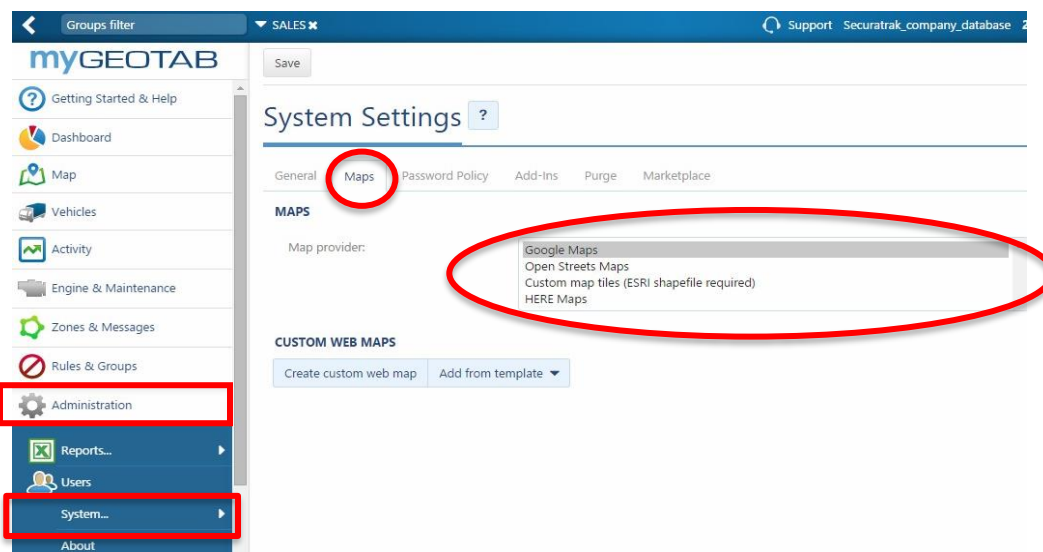 Groups filter
SALES
Support Securatrak_company_database
myGEOTAB
Save
Getting Started & Help
System Settings ?
Dashboard
Map
General Maps Password Policy Add-Ins Purge Marketplace
Vehicles
MAPS
Activity
Map provider:
Google Maps
Open Streets Maps
Custom map tiles (ESRI shapefile required)
HERE Maps
Engine & Maintenance
Zones & Messages
CUSTOM WEB MAPS
Rules & Groups
Create custom web map Add from template
Administration
Reports...
Users
System...
About